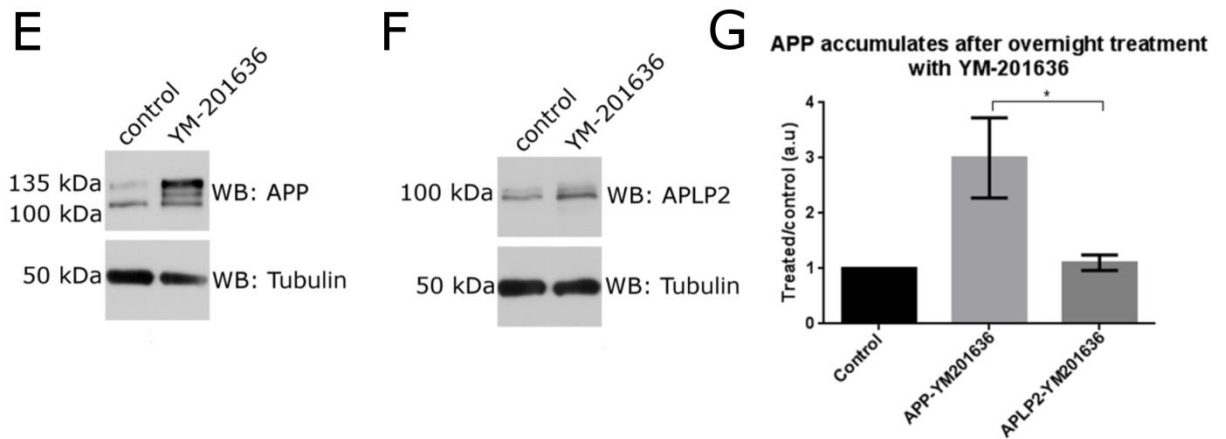 E
control
YM-201636
135 kDa
100 kDa
WB: APP
50 kDa
WB: Tubulin
F
control
YM-201636
100 kDa
WB: APLP2
50 kDa
WB: Tubulin
G
APP accumulates after overnight treatment
with YM-201636
Treated/control (a.u)
4
3
2
1
0
*
Control
APP-YM201636
APLP2-YM201636